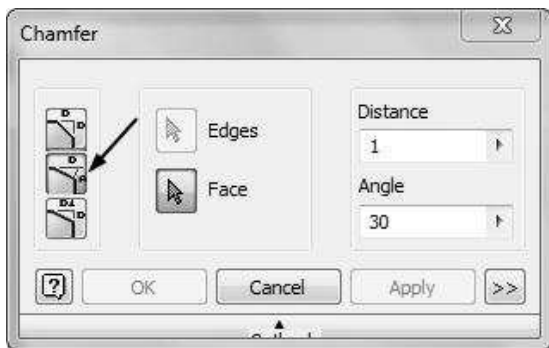 Chamfer
D
D
Edges
Distance
1
D
A
Face
Angle
30
D
OK
Cancel
Apply
>>